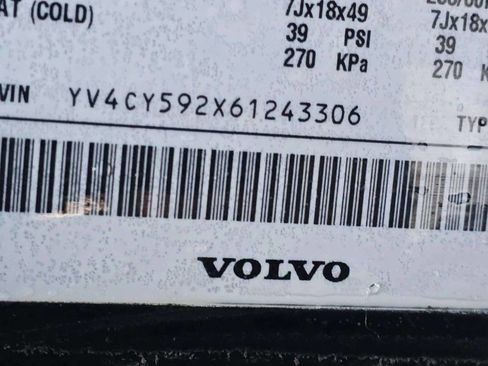 AT (COLD) 7Jx18x49 7Jx18x
39 PSI 39
270 KPa 270 K
VIN YV4CY592X61243306 TYP
VOLVO